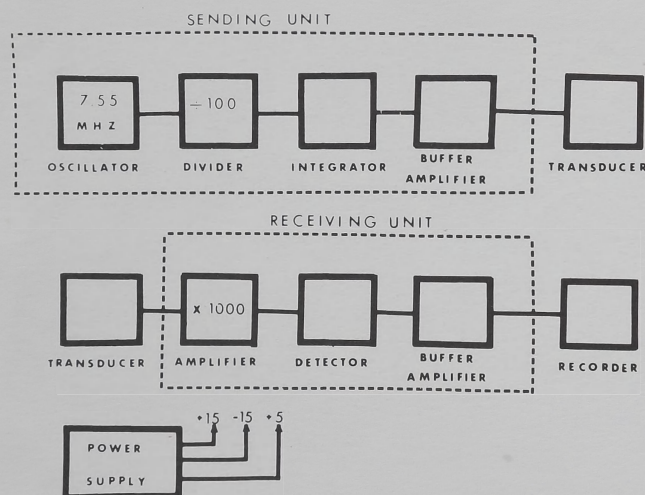 SENDING UNIT
7.55
MHZ
÷100
OSCILLATOR DIVIDER INTEGRATOR BUFFER AMPLIFIER TRANSDUCER
RECEIVING UNIT
x 1000
TRANSDUCER AMPLIFIER DETECTOR BUFFER AMPLIFIER RECORDER
+15 -15 +5
POWER
SUPPLY